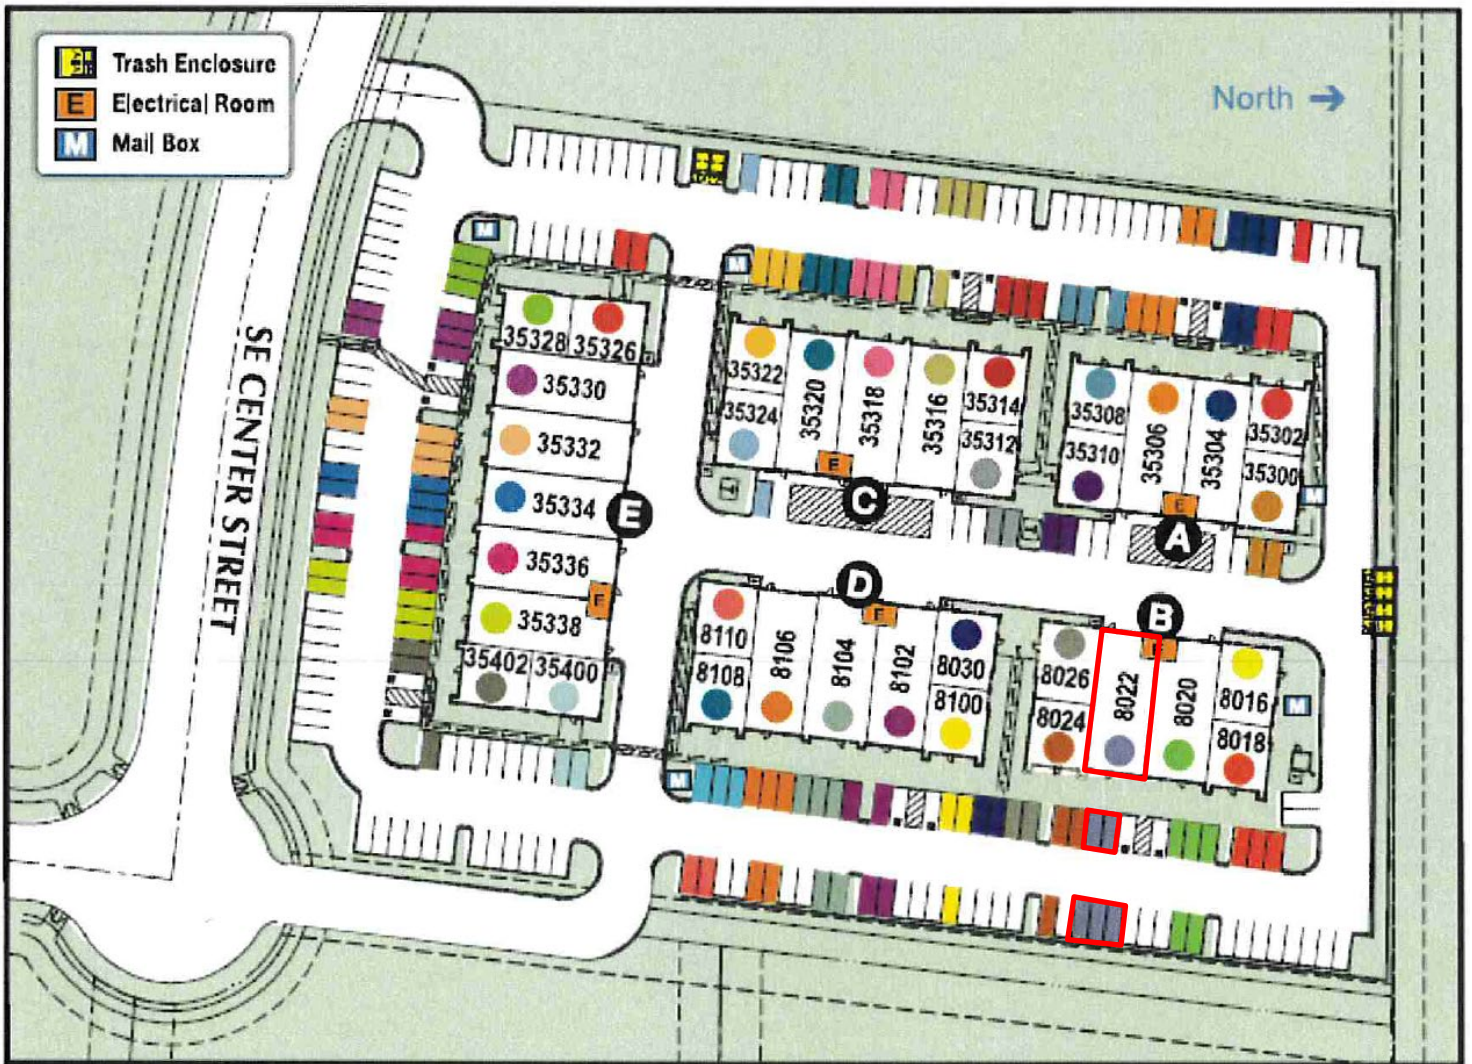 Trash Enclosure
E Electrical Room
M Mail Box
North →
SE CENTER STREET
M
M
35328 35326
35330
35332
35334
E
35336
E
35338
35402 35400
35322
35324
35320
35318
35316
35314
35312
E
C
35308
35310
35306
35304
35302
35300
E
A
M
D
E
8110
8108
8106
8104
8102
8030
8100
B
E
8026
8024
8022
8020
8016
8018
M
M